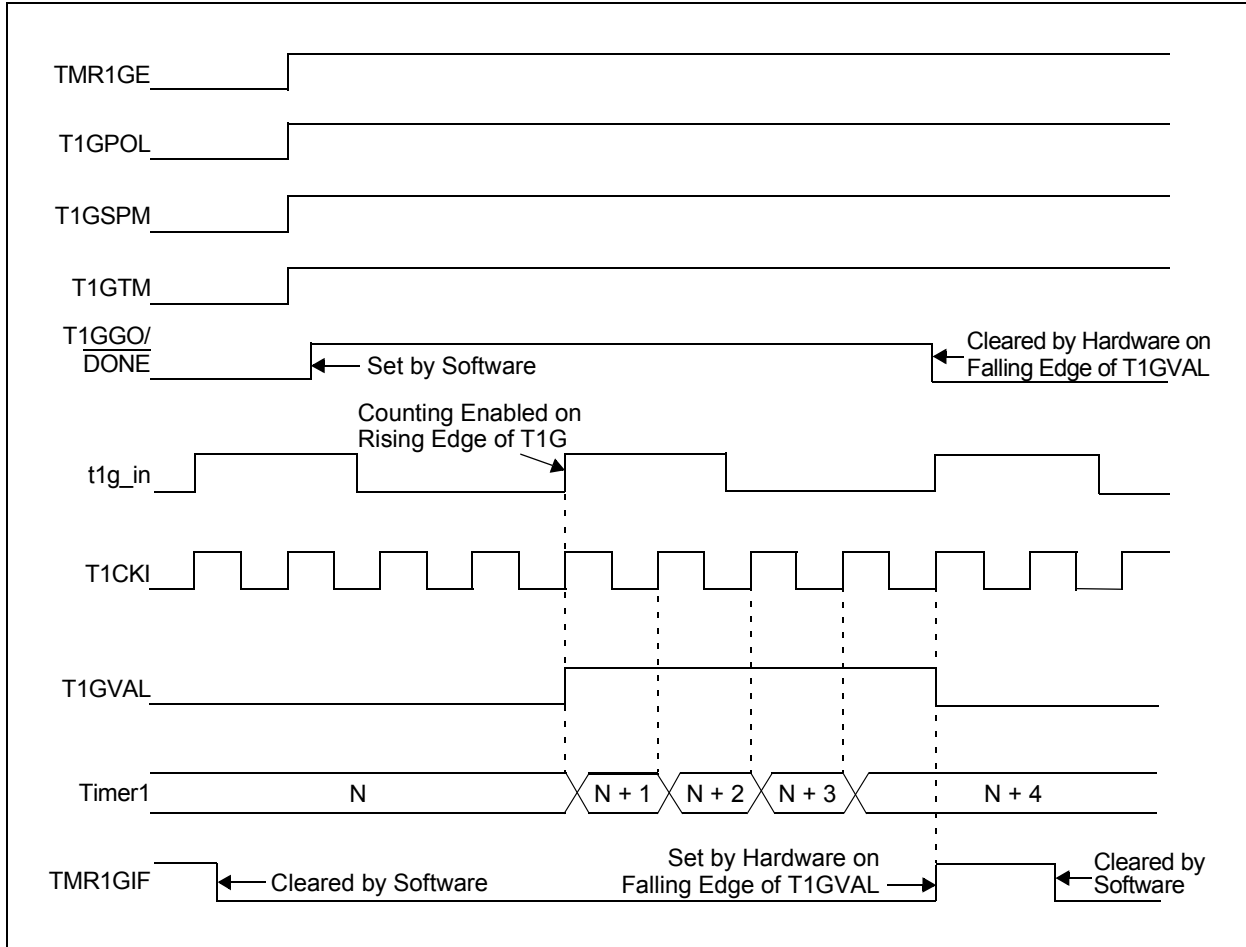 TMR1GE
T1GPOL
T1GSPM
T1GTM
T1GGO/
DONE
Set by Software
Cleared by Hardware on
Falling Edge of T1GVAL
Counting Enabled on
Rising Edge of T1G
t1g_in
T1CKI
T1GVAL
Timer1
N
N + 1
N + 2
N + 3
N + 4
TMR1GIF
Cleared by Software
Set by Hardware on
Falling Edge of T1GVAL
Cleared by
Software